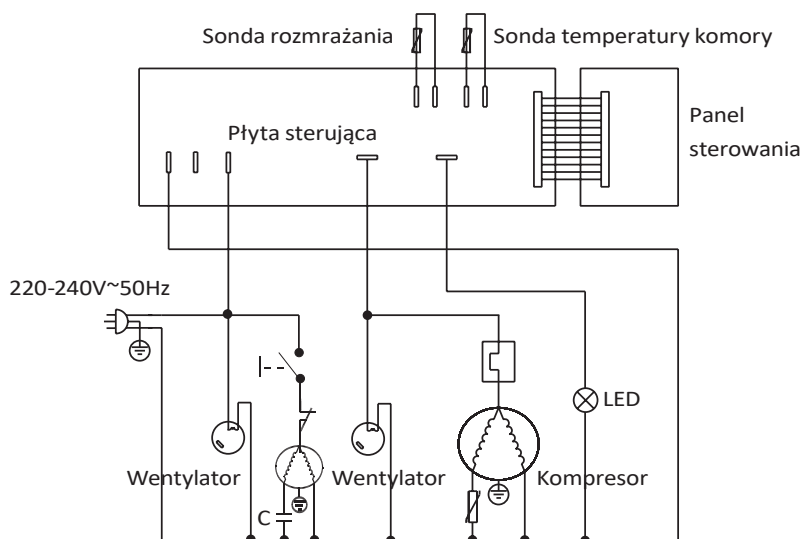 Sonda rozmrażania
Sonda temperatury komory
Płyta sterująca
Panel
sterowania
220-240V~50Hz
LED
Wentylator
Wentylator
Kompresor
C